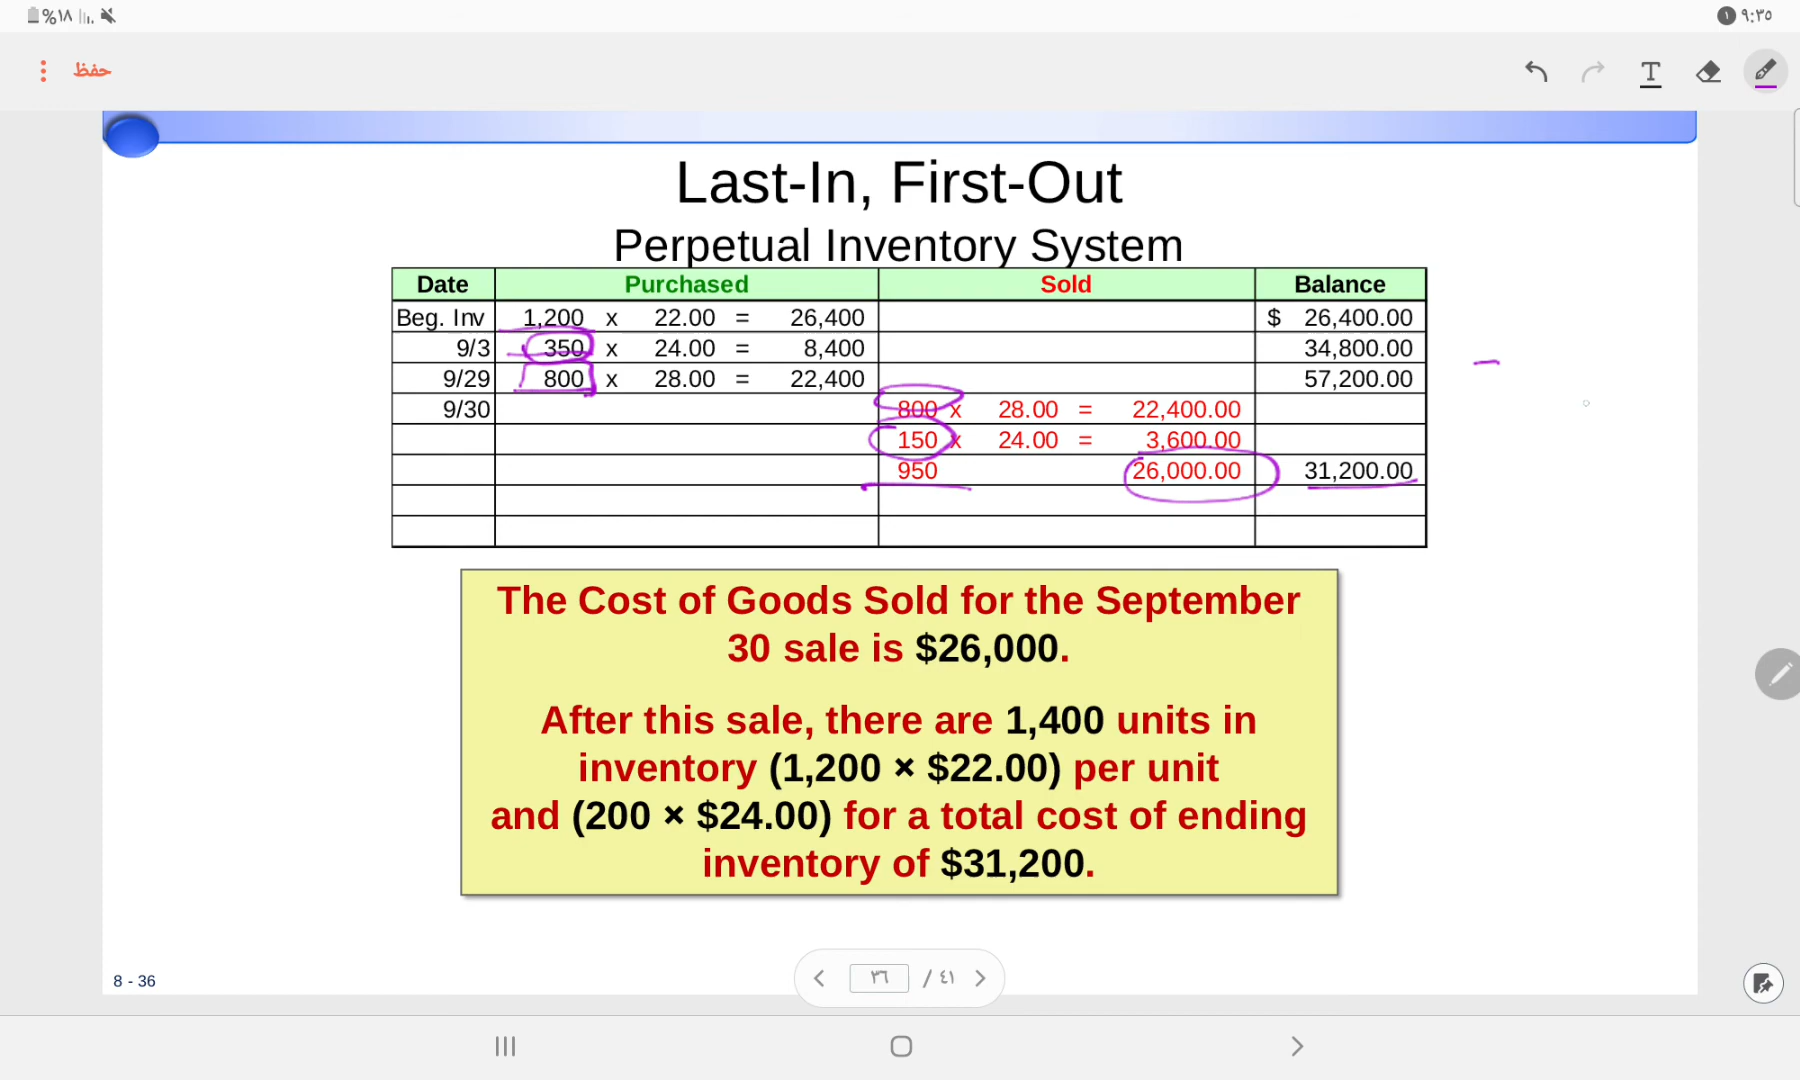 %١٨
١ ٩:٣٥
حفظ
T
Last-In, First-Out
Perpetual Inventory System
Date Purchased Sold Balance
Beg. Inv 1,200 x 22.00 = 26,400 $ 26,400.00
9/3 350 x 24.00 = 8,400 34,800.00
9/29 800 x 28.00 = 22,400 57,200.00
9/30 800 x 28.00 = 22,400.00
150 x 24.00 = 3,600.00
950 26,000.00 31,200.00
The Cost of Goods Sold for the September
30 sale is $26,000.
After this sale, there are 1,400 units in
inventory (1,200 × $22.00) per unit
and (200 × $24.00) for a total cost of ending
inventory of $31,200.
8 - 36
٣٦ / ٤١